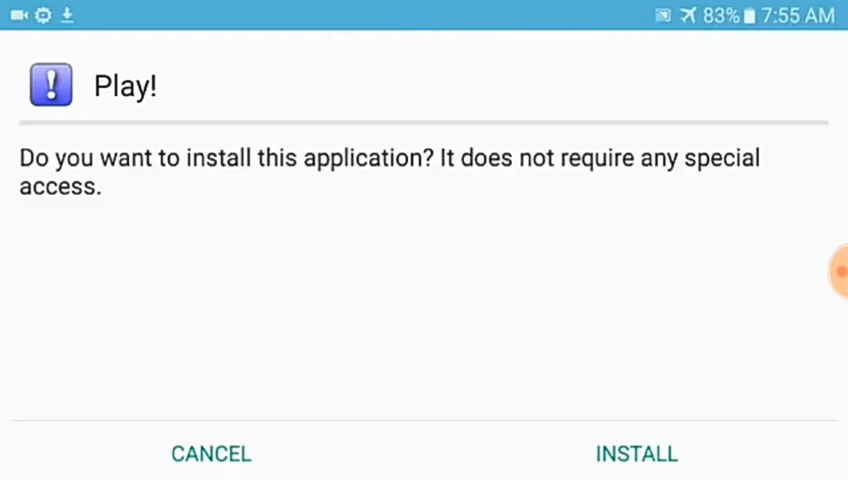 83% 7:55 AM
Play!
Do you want to install this application? It does not require any special
access.
CANCEL INSTALL